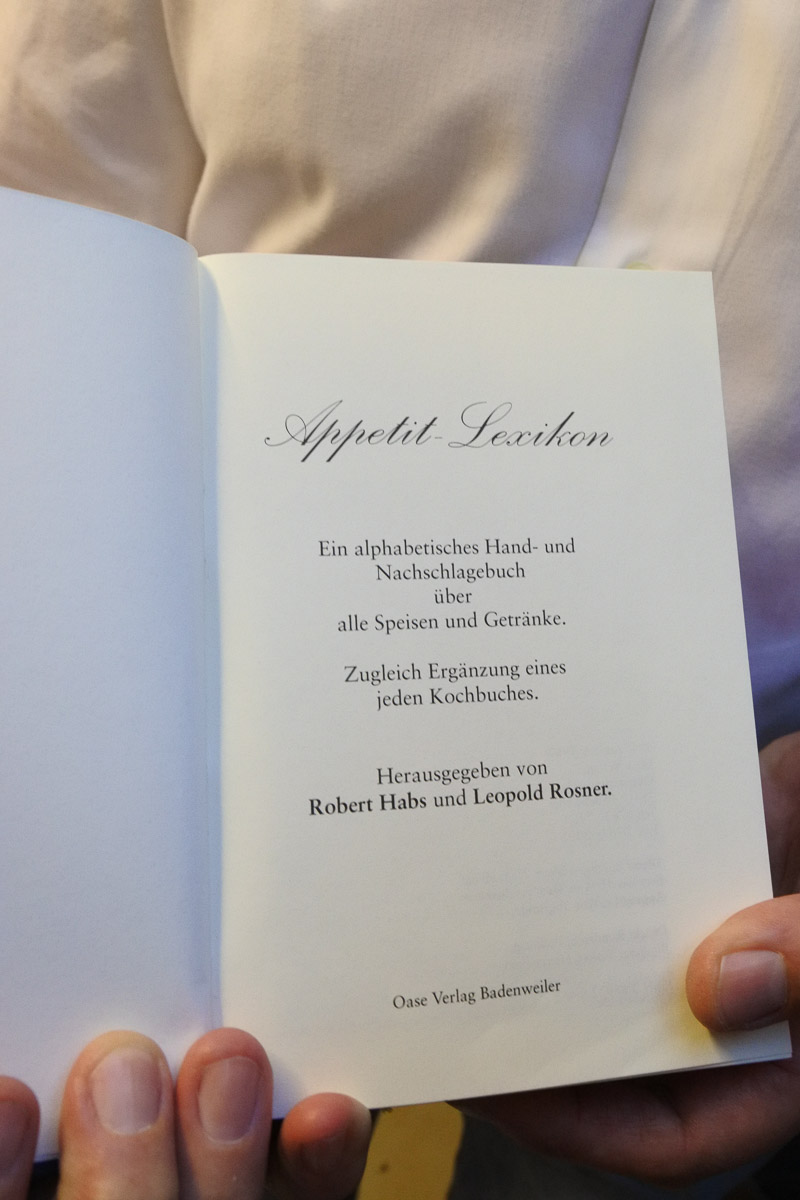 Appetit-Lexikon
Ein alphabetisches Hand- und
Nachschlagebuch
über
alle Speisen und Getränke.
Zugleich Ergänzung eines
jeden Kochbuches.
Herausgegeben von
Robert Habs und Leopold Rosner.
Oase Verlag Badenweiler